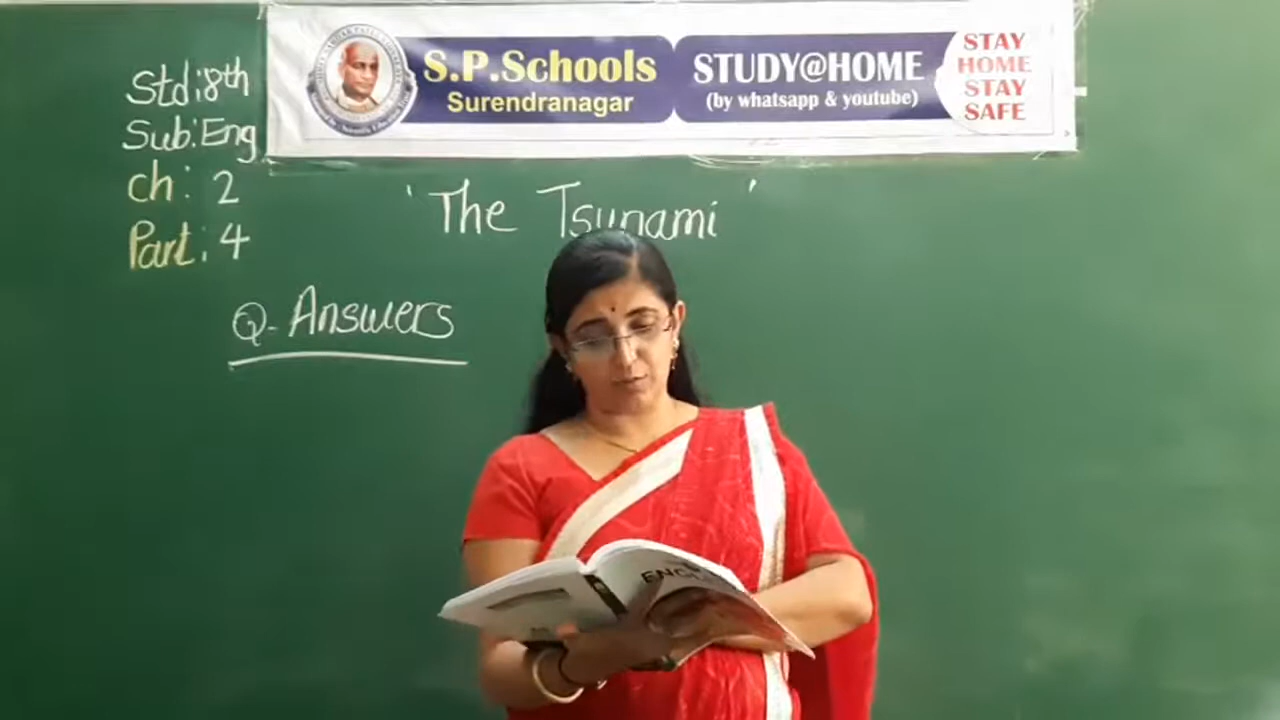 Std:8th
Sub:Eng
ch: 2
Part: 4
S.P.Schools
Surendranagar
STUDY@HOME
(by whatsapp & youtube)
STAY
HOME
STAY
SAFE
'The Tsunami'
Q-Answers